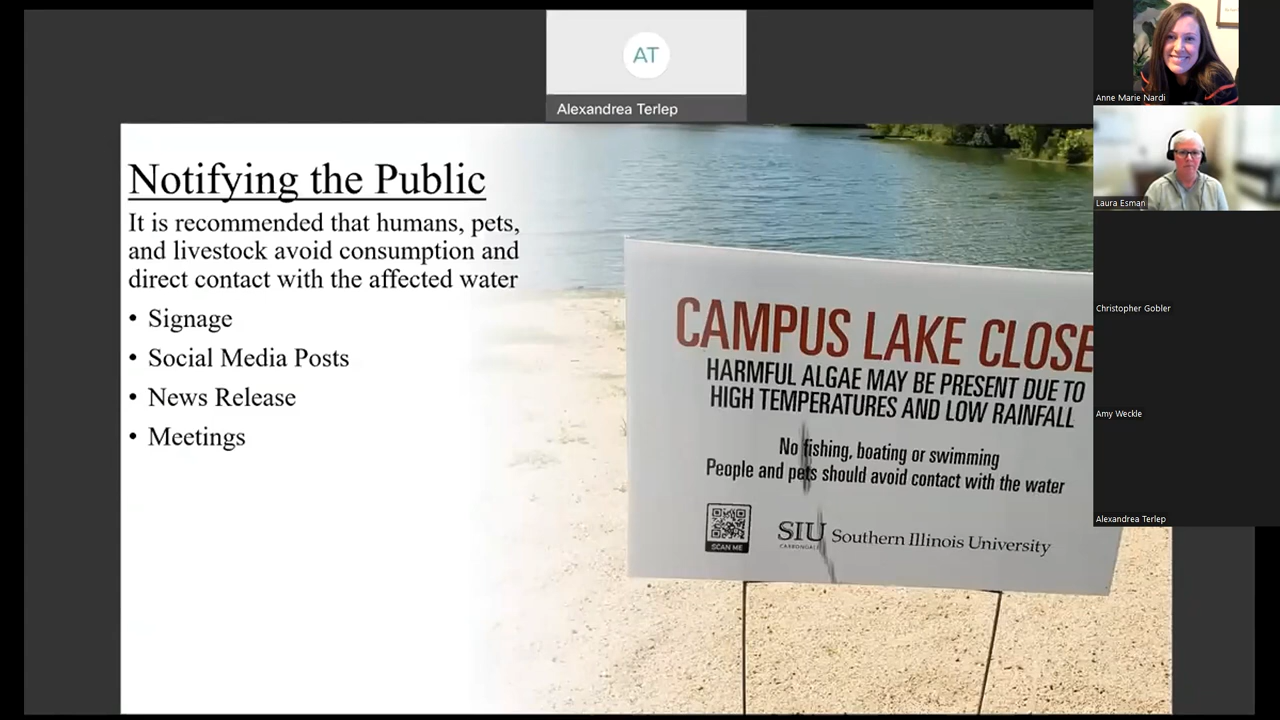 AT
Alexandrea Terlep
Anne Marie Nardi
Laura Esman
Christopher Gobler
Amy Weckle
Alexandrea Terlep
Notifying the Public
It is recommended that humans, pets,
and livestock avoid consumption and
direct contact with the affected water
• Signage
• Social Media Posts
• News Release
• Meetings
CAMPUS LAKE CLOSE
HARMFUL ALGAE MAY BE PRESENT DUE TO
HIGH TEMPERATURES AND LOW RAINFALL
No fishing, boating or swimming
People and pets should avoid contact with the water
SCAN ME
SIU
CARBONDALE
Southern Illinois University